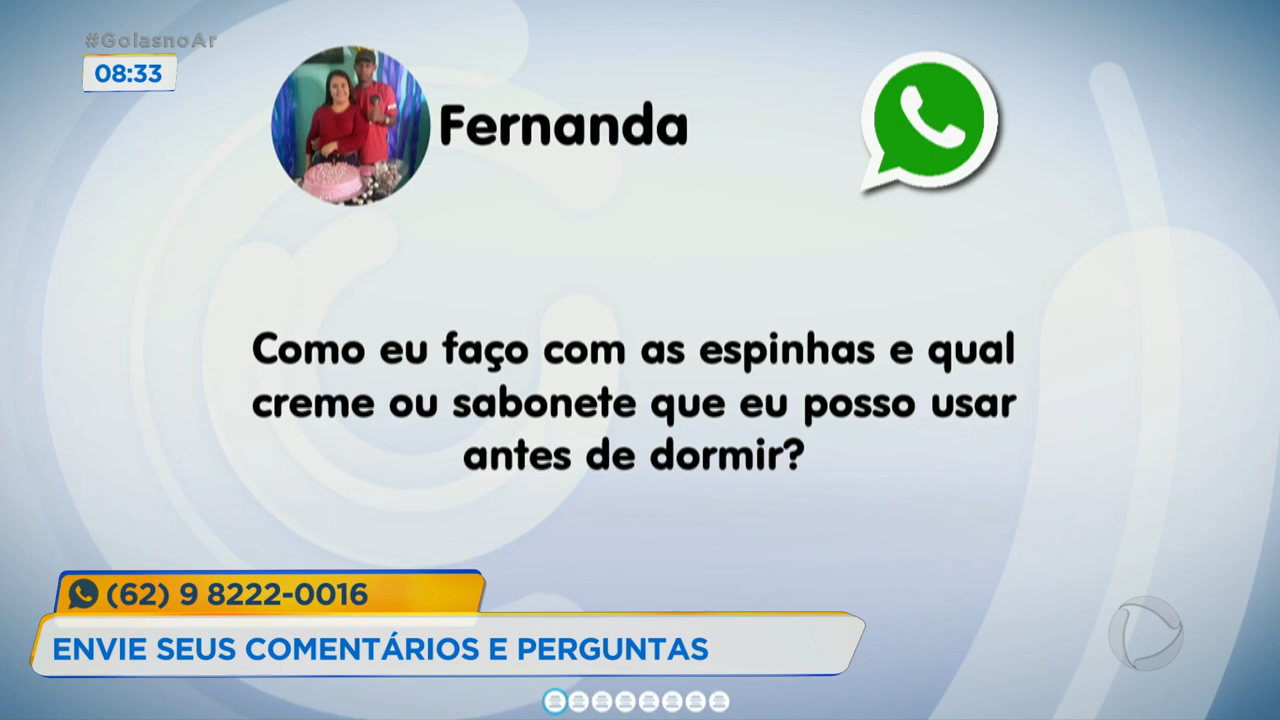 #GoiasnoAr
08:33
Fernanda
Como eu faço com as espinhas e qual
creme ou sabonete que eu posso usar
antes de dormir?
(62) 9 8222-0016
ENVIE SEUS COMENTÁRIOS E PERGUNTAS